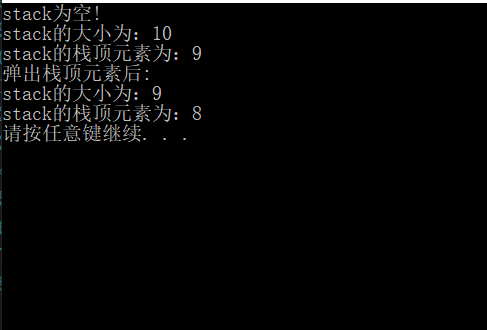 stack为空!
stack的大小为：10
stack的栈顶元素为：9
弹出栈顶元素后:
stack的大小为：9
stack的栈顶元素为：8
请按任意键继续. . .